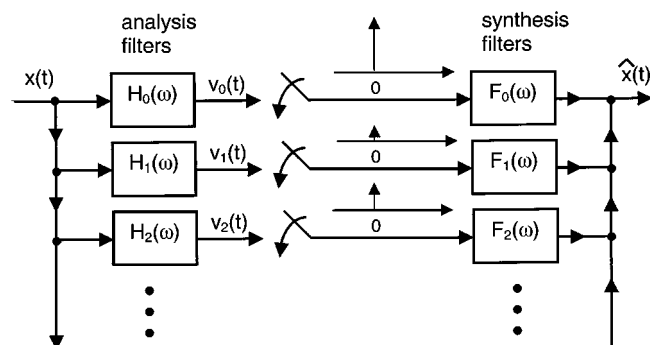 analysis
filters
synthesis
filters
x(t)
H₀(ω)
v₀(t)
0
F₀(ω)
x̂(t)
H₁(ω)
v₁(t)
0
F₁(ω)
H₂(ω)
v₂(t)
0
F₂(ω)